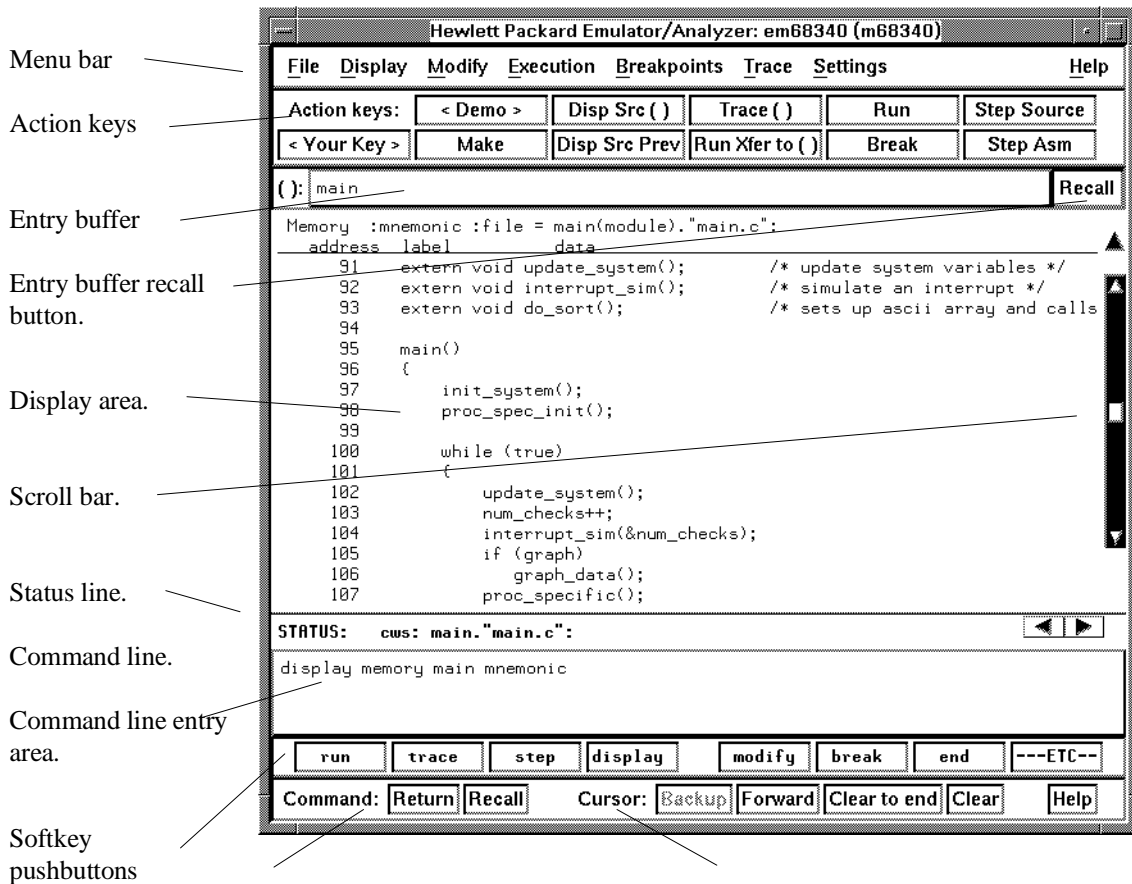 Hewlett Packard Emulator/Analyzer: em68340 (m68340)
Menu bar
File Display Modify Execution Breakpoints Trace Settings Help
Action keys
Action keys: < Demo > Disp Src ( ) Trace ( ) Run Step Source
< Your Key > Make Disp Src Prev Run Xfer to ( ) Break Step Asm
Entry buffer
( ): main Recall
Entry buffer recall
button.
Memory :mnemonic :file = main(module)."main.c":
address label data
91 extern void update_system(); /* update system variables */
92 extern void interrupt_sim(); /* simulate an interrupt */
93 extern void do_sort(); /* sets up ascii array and calls
94
95 main()
96 {
97 init_system();
98 proc_spec_init();
99
100 while (true)
101 {
102 update_system();
103 num_checks++;
104 interrupt_sim(&num_checks);
105 if (graph)
106 graph_data();
107 proc_specific();
Display area.
Scroll bar.
Status line.
STATUS: cws: main."main.c":
Command line.
display memory main mnemonic
Command line entry
area.
run trace step display modify break end ---ETC--
Command: Return Recall Cursor: Backup Forward Clear to end Clear Help
Softkey
pushbuttons